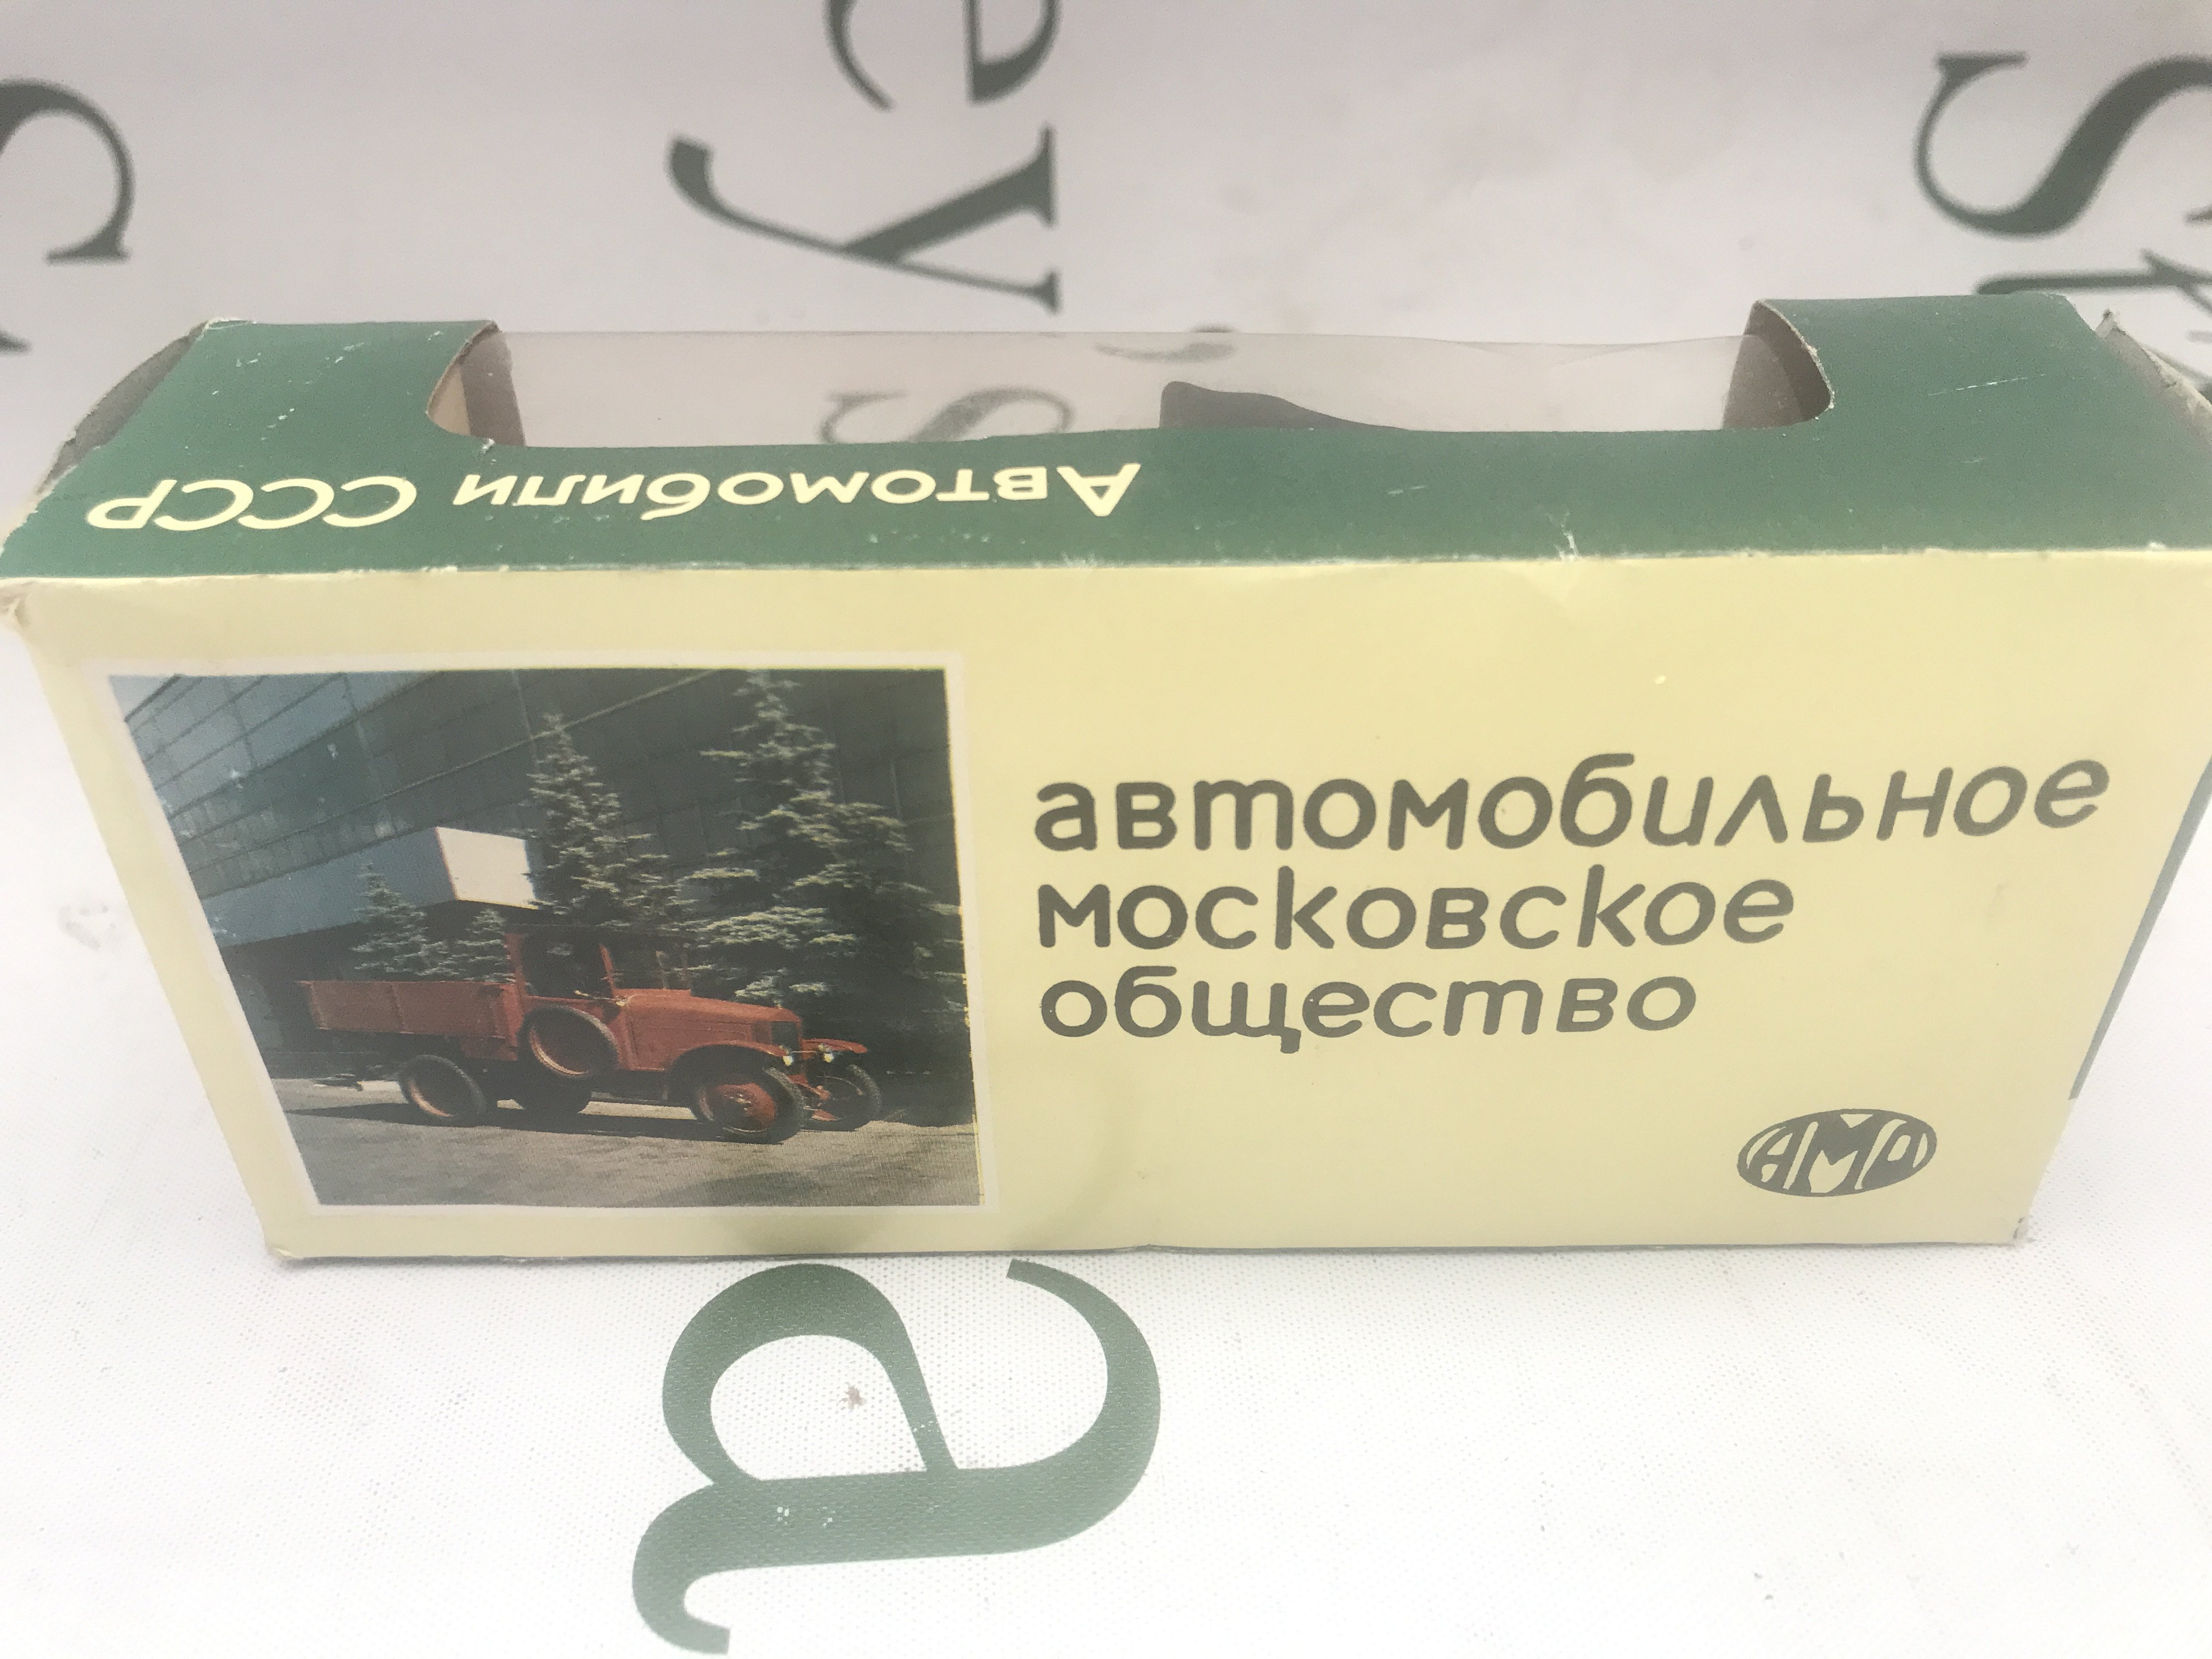 Автомобили СССР
автомобильное
московское
общество
АМО